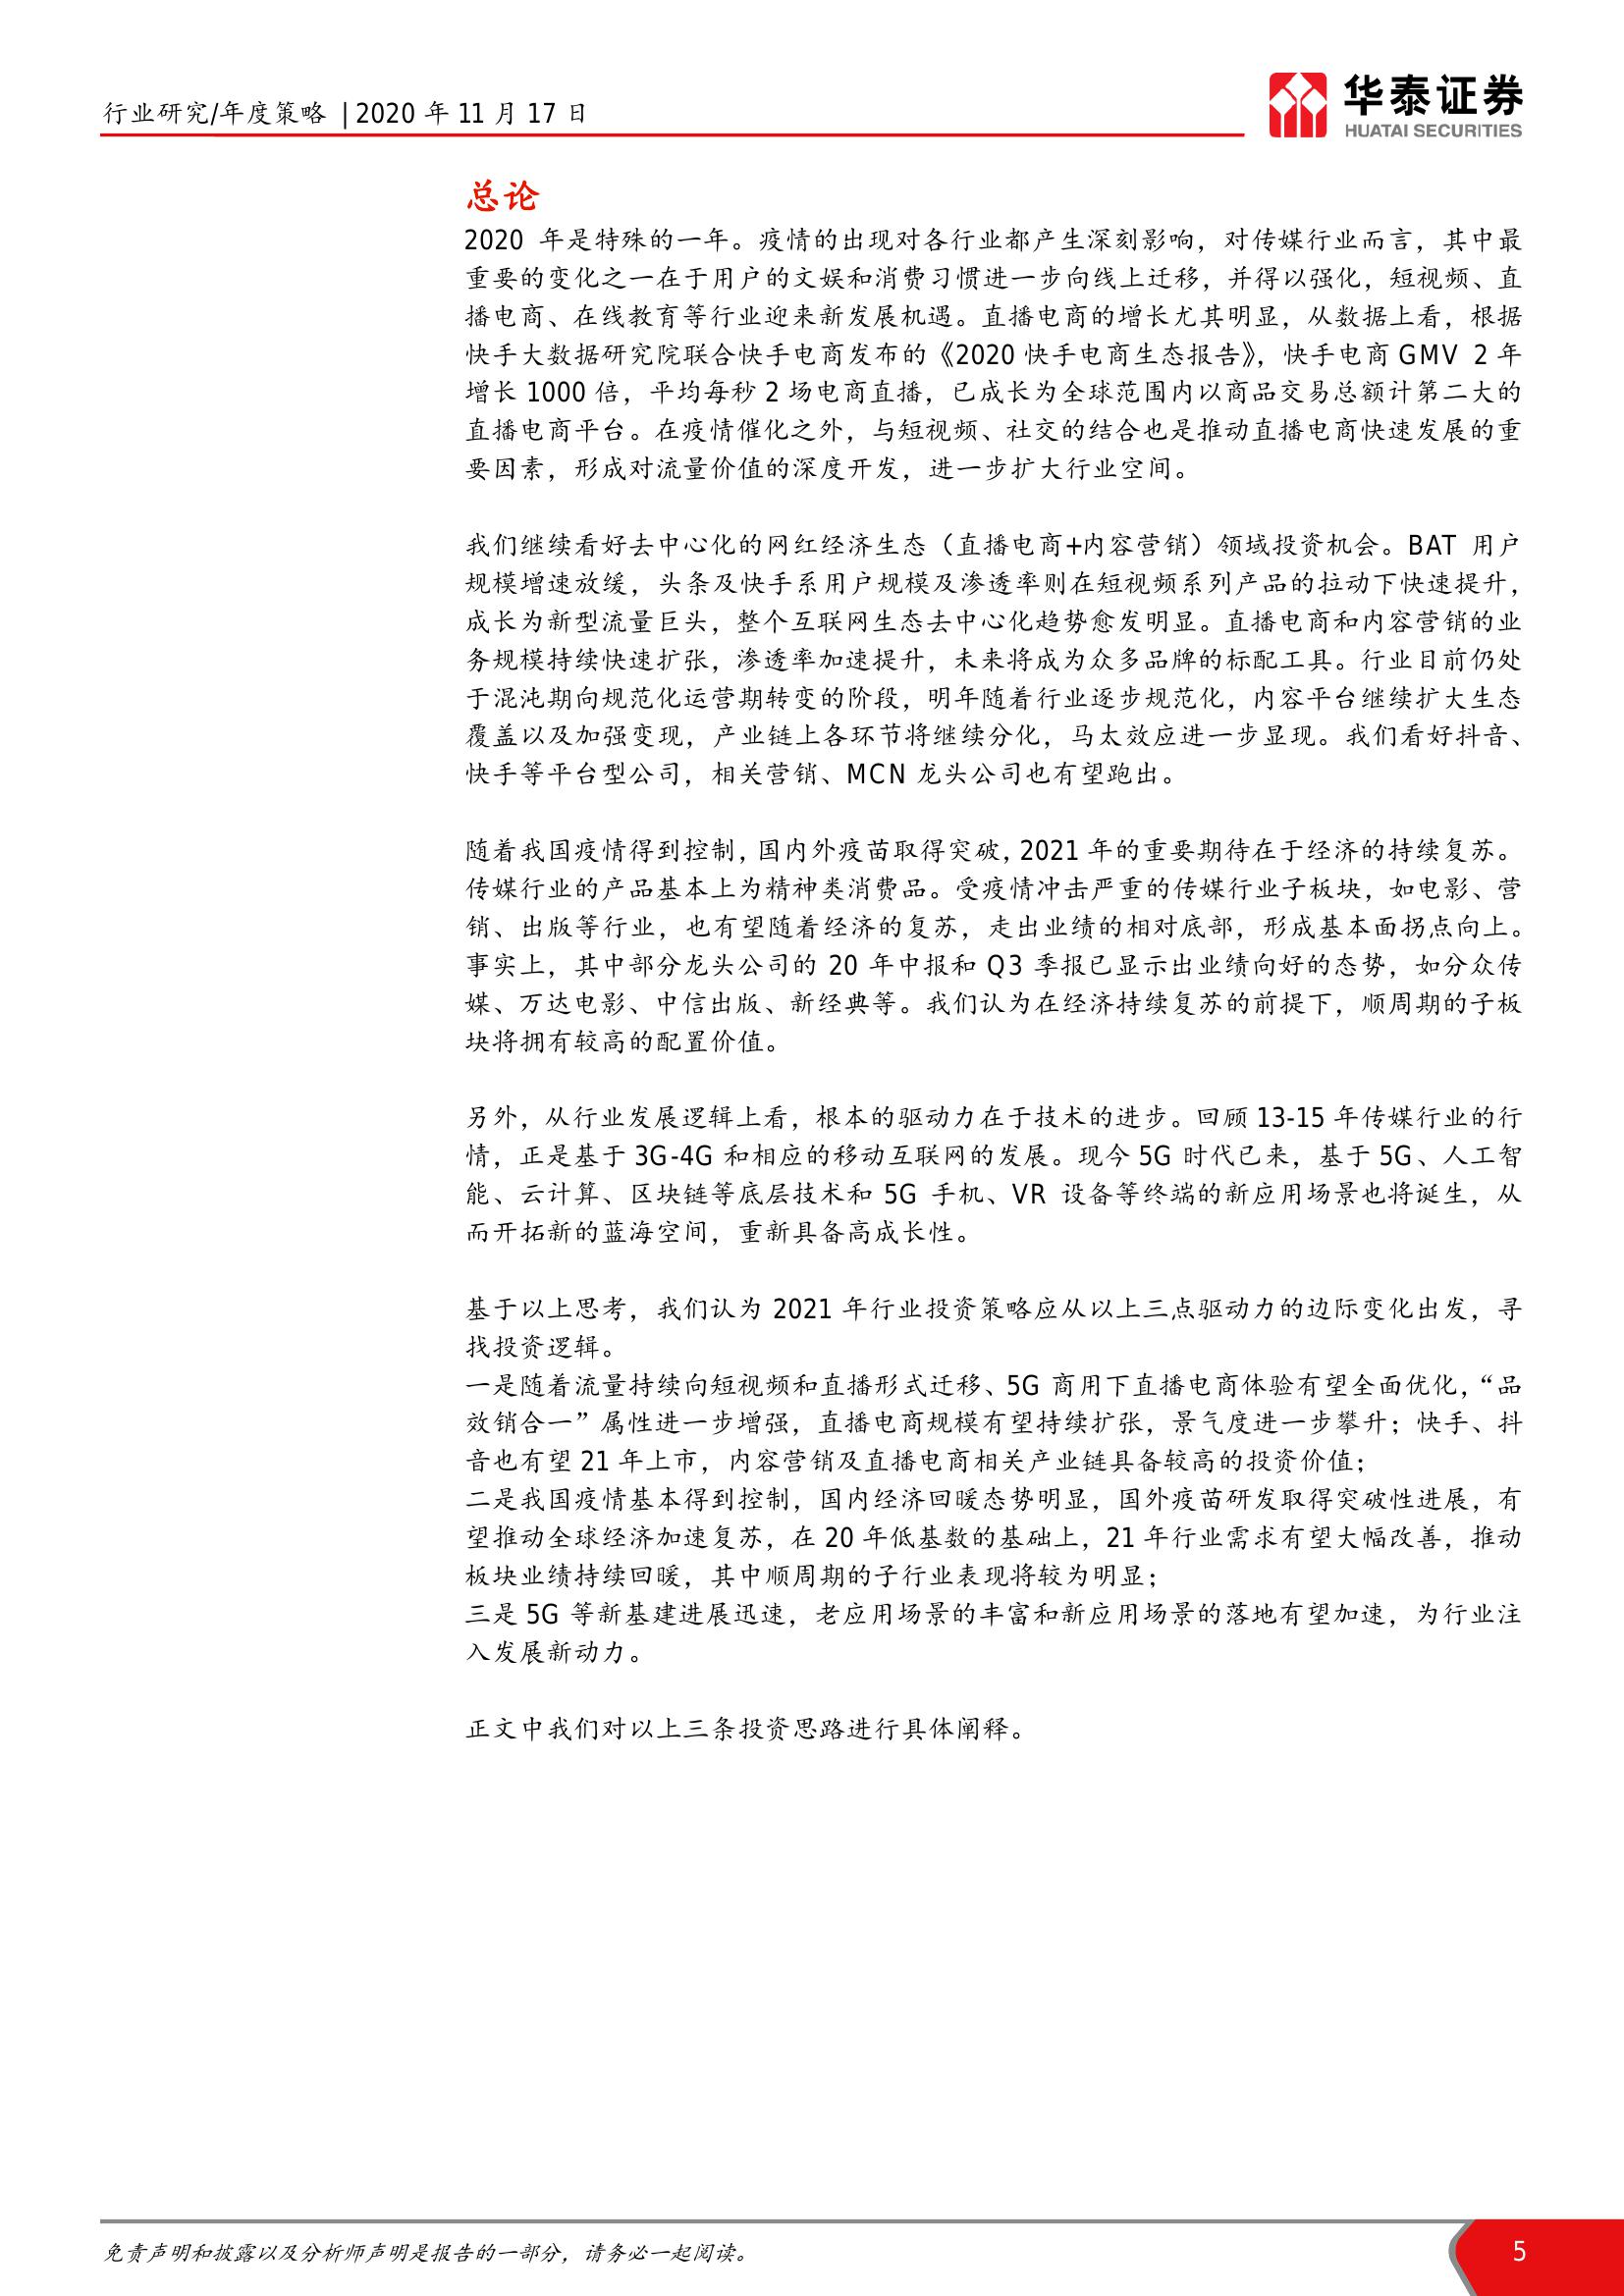 行业研究/年度策略 | 2020 年 11 月 17 日
华泰证券
HUATAI SECURITIES
总论
2020 年是特殊的一年。疫情的出现对各行业都产生深刻影响，对传媒行业而言，其中最
重要的变化之一在于用户的文娱和消费习惯进一步向线上迁移，并得以强化，短视频、直
播电商、在线教育等行业迎来新发展机遇。直播电商的增长尤其明显，从数据上看，根据
快手大数据研究院联合快手电商发布的《2020 快手电商生态报告》，快手电商 GMV 2 年
增长 1000 倍，平均每秒 2 场电商直播，已成长为全球范围内以商品交易总额计第二大的
直播电商平台。在疫情催化之外，与短视频、社交的结合也是推动直播电商快速发展的重
要因素，形成对流量价值的深度开发，进一步扩大行业空间。
我们继续看好去中心化的网红经济生态（直播电商+内容营销）领域投资机会。BAT 用户
规模增速放缓，头条及快手系用户规模及渗透率则在短视频系列产品的拉动下快速提升，
成长为新型流量巨头，整个互联网生态去中心化趋势愈发明显。直播电商和内容营销的业
务规模持续快速扩张，渗透率加速提升，未来将成为众多品牌的标配工具。行业目前仍处
于混沌期向规范化运营期转变的阶段，明年随着行业逐步规范化，内容平台继续扩大生态
覆盖以及加强变现，产业链上各环节将继续分化，马太效应进一步显现。我们看好抖音、
快手等平台型公司，相关营销、MCN 龙头公司也有望跑出。
随着我国疫情得到控制，国内外疫苗取得突破，2021 年的重要期待在于经济的持续复苏。
传媒行业的产品基本上为精神类消费品。受疫情冲击严重的传媒行业子板块，如电影、营
销、出版等行业，也有望随着经济的复苏，走出业绩的相对底部，形成基本面拐点向上。
事实上，其中部分龙头公司的 20 年中报和 Q3 季报已显示出业绩向好的态势，如分众传
媒、万达电影、中信出版、新经典等。我们认为在经济持续复苏的前提下，顺周期的子板
块将拥有较高的配置价值。
另外，从行业发展逻辑上看，根本的驱动力在于技术的进步。回顾 13-15 年传媒行业的行
情，正是基于 3G-4G 和相应的移动互联网的发展。现今 5G 时代已来，基于 5G、人工智
能、云计算、区块链等底层技术和 5G 手机、VR 设备等终端的新应用场景也将诞生，从
而开拓新的蓝海空间，重新具备高成长性。
基于以上思考，我们认为 2021 年行业投资策略应从以上三点驱动力的边际变化出发，寻
找投资逻辑。
一是随着流量持续向短视频和直播形式迁移、5G 商用下直播电商体验有望全面优化，“品
效销合一”属性进一步增强，直播电商规模有望持续扩张，景气度进一步攀升；快手、抖
音也有望 21 年上市，内容营销及直播电商相关产业链具备较高的投资价值；
二是我国疫情基本得到控制，国内经济回暖态势明显，国外疫苗研发取得突破性进展，有
望推动全球经济加速复苏，在 20 年低基数的基础上，21 年行业需求有望大幅改善，推动
板块业绩持续回暖，其中顺周期的子行业表现将较为明显；
三是 5G 等新基建进展迅速，老应用场景的丰富和新应用场景的落地有望加速，为行业注
入发展新动力。
正文中我们对以上三条投资思路进行具体阐释。
免责声明和披露以及分析师声明是报告的一部分，请务必一起阅读。
5